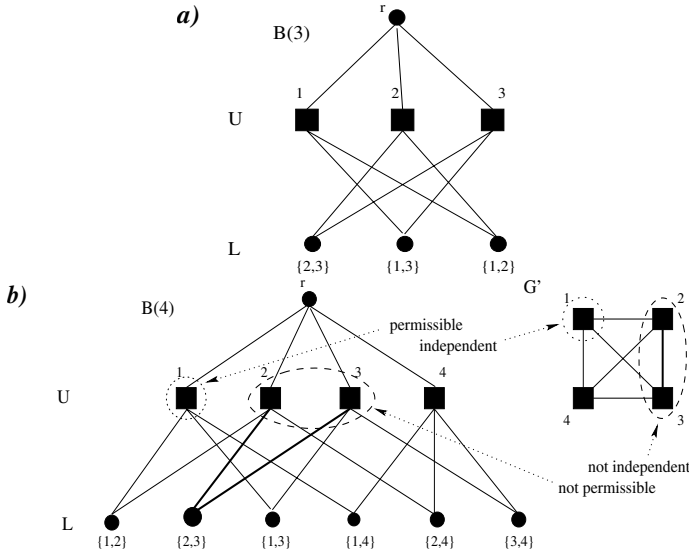 a)
B(3)
r
1 2 3
U
L
{2,3} {1,3} {1,2}
b)
B(4)
r
G'
permissible
independent
1 2
1 2 3 4
U
4 3
not independent
not permissible
L
{1,2} {2,3} {1,3} {1,4} {2,4} {3,4}